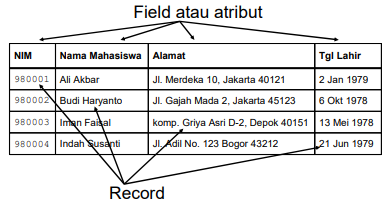 Field atau atribut
NIM Nama Mahasiswa Alamat Tgl Lahir
980001 Ali Akbar Jl. Merdeka 10, Jakarta 40121 2 Jan 1979
980002 Budi Haryanto Jl. Gajah Mada 2, Jakarta 45123 6 Okt 1978
980003 Iman Faisal komp. Griya Asri D-2, Depok 40151 13 Mei 1978
980004 Indah Susanti Jl. Adil No. 123 Bogor 43212 21 Jun 1979
Record